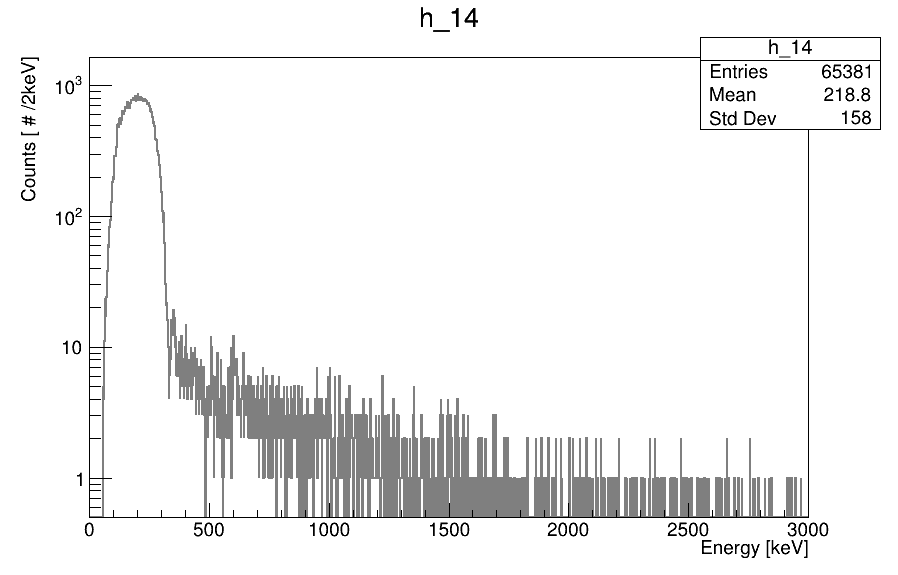 h_14
h_14
Entries 65381
Mean 218.8
Std Dev 158
Counts [ # /2keV]
10³
10²
10
1
0 500 1000 1500 2000 2500 3000
Energy [keV]